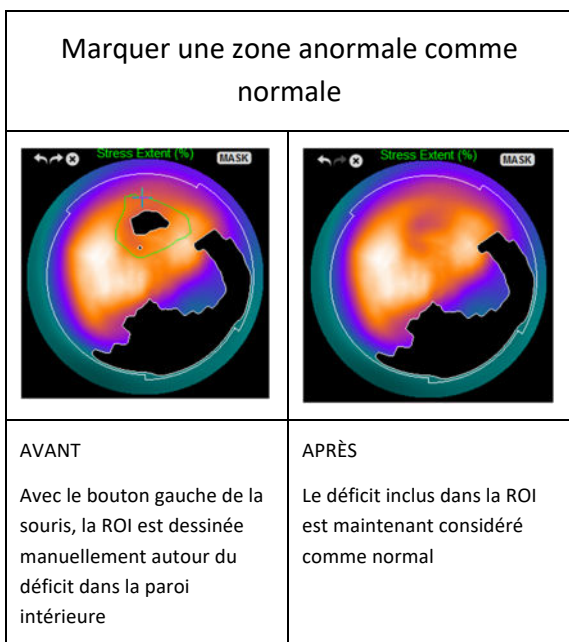 Marquer une zone anormale comme
normale
Stress Extent (%)
MASK
Stress Extent (%)
MASK
AVANT
Avec le bouton gauche de la
souris, la ROI est dessinée
manuellement autour du
déficit dans la paroi
intérieure
APRÈS
Le déficit inclus dans la ROI
est maintenant considéré
comme normal